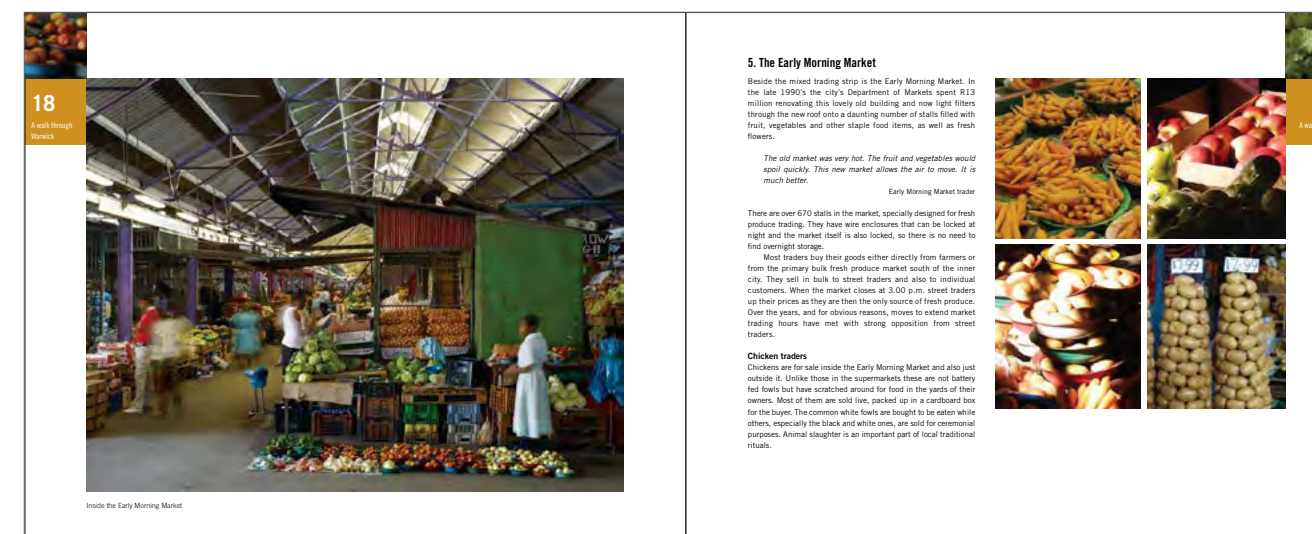 18
A walk through
Warwick
Inside the Early Morning Market
5. The Early Morning Market
Beside the mixed trading strip is the Early Morning Market. In
the late 1990's the city's Department of Markets spent R13
million renovating this lovely old building and now light filters
through the new roof onto a daunting number of stalls filled with
fruit, vegetables and other staple food items, as well as fresh
flowers.
The old market was very hot. The fruit and vegetables would
spoil quickly. This new market allows the air to move. It is
much better.
Early Morning Market trader
There are over 670 stalls in the market, specially designed for fresh
produce trading. They have wire enclosures that can be locked at
night and the market itself is also locked, so there is no need to
find overnight storage.
Most traders buy their goods either directly from farmers or
from the primary bulk fresh produce market south of the inner
city. They sell in bulk to street traders and also to individual
customers. When the market closes at 3.00 p.m. street traders
up their prices as they are then the only source of fresh produce.
Over the years, and for obvious reasons, moves to extend market
trading hours have met with strong opposition from street
traders.
Chicken traders
Chickens are for sale inside the Early Morning Market and also just
outside it. Unlike those in the supermarkets these are not battery
fed fowls but have scratched around for food in the yards of their
owners. Most of them are sold live, packed up in a cardboard box
for the buyer. The common white fowls are bought to be eaten while
others, especially the black and white ones, are sold for ceremonial
purposes. Animal slaughter is an important part of local traditional
rituals.
17.99